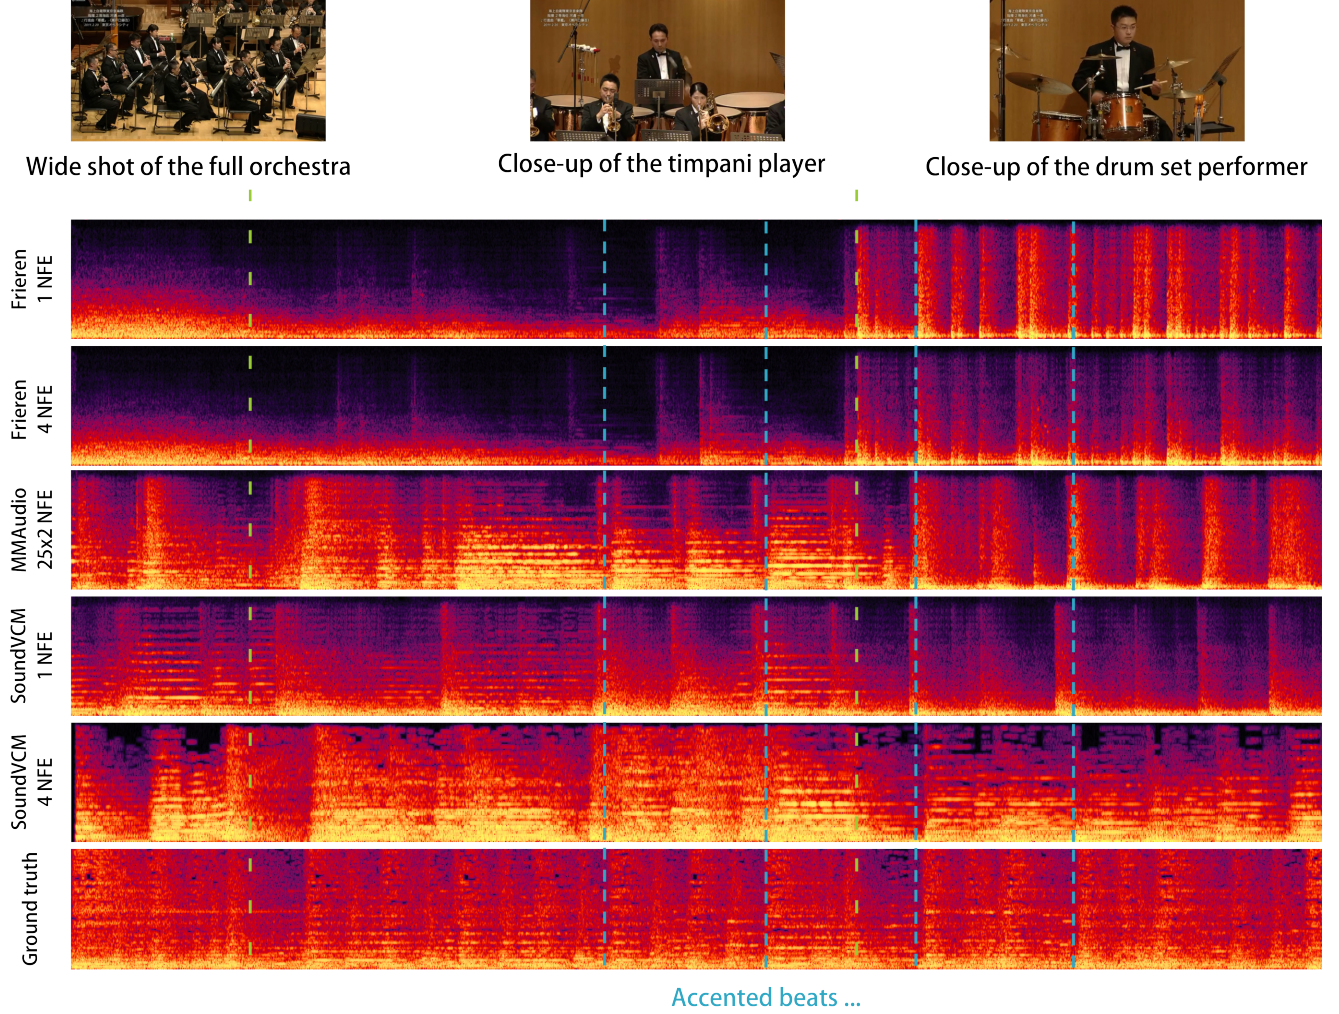 Wide shot of the full orchestra
Close-up of the timpani player
Close-up of the drum set performer
Frieren
1 NFE
Frieren
4 NFE
MMAudio
25x2 NFE
SoundVCM
1 NFE
SoundVCM
4 NFE
Ground truth
Accented beats ...